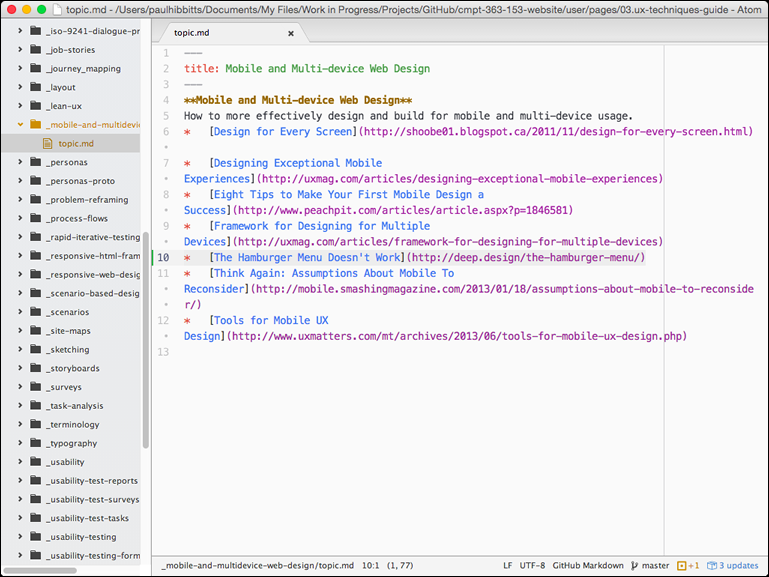 topic.md - /Users/paulhibbitts/Documents/My Files/Work in Progress/Projects/GitHub/cmpt-363-153-website/user/pages/03.ux-techniques-guide - Atom
_iso-9241-dialogue-pr
_job-stories
_journey_mapping
_layout
_lean-ux
_mobile-and-multidevic
topic.md
_personas
_personas-proto
_problem-reframing
_process-flows
_rapid-iterative-testing
_responsive-html-fram
_responsive-web-desig
_scenario-based-desig
_scenarios
_site-maps
_sketching
_storyboards
_surveys
_task-analysis
_terminology
_typography
_usability
_usability-test-reports
_usability-test-surveys
_usability-test-tasks
_usability-testing
_usability-testing-form
topic.md ×
1 ---
2 title: Mobile and Multi-device Web Design
3 ---
4 **Mobile and Multi-device Web Design**
5 How to more effectively design and build for mobile and multi-device usage.
6 * [Design for Every Screen](http://shoobe01.blogspot.ca/2011/11/design-for-every-screen.html)
•
7 * [Designing Exceptional Mobile
• Experiences](http://uxmag.com/articles/designing-exceptional-mobile-experiences)
8 * [Eight Tips to Make Your First Mobile Design a
• Success](http://www.peachpit.com/articles/article.aspx?p=1846581)
9 * [Framework for Designing for Multiple
• Devices](http://uxmag.com/articles/framework-for-designing-for-multiple-devices)
10 * [The Hamburger Menu Doesn't Work](http://deep.design/the-hamburger-menu/)
11 * [Think Again: Assumptions About Mobile To
• Reconsider](http://mobile.smashingmagazine.com/2013/01/18/assumptions-about-mobile-to-reconside
• r/)
12 * [Tools for Mobile UX
• Design](http://www.uxmatters.com/mt/archives/2013/06/tools-for-mobile-ux-design.php)
13
_mobile-and-multidevice-web-design/topic.md 10:1 (1, 77) LF UTF-8 GitHub Markdown master +1 3 updates